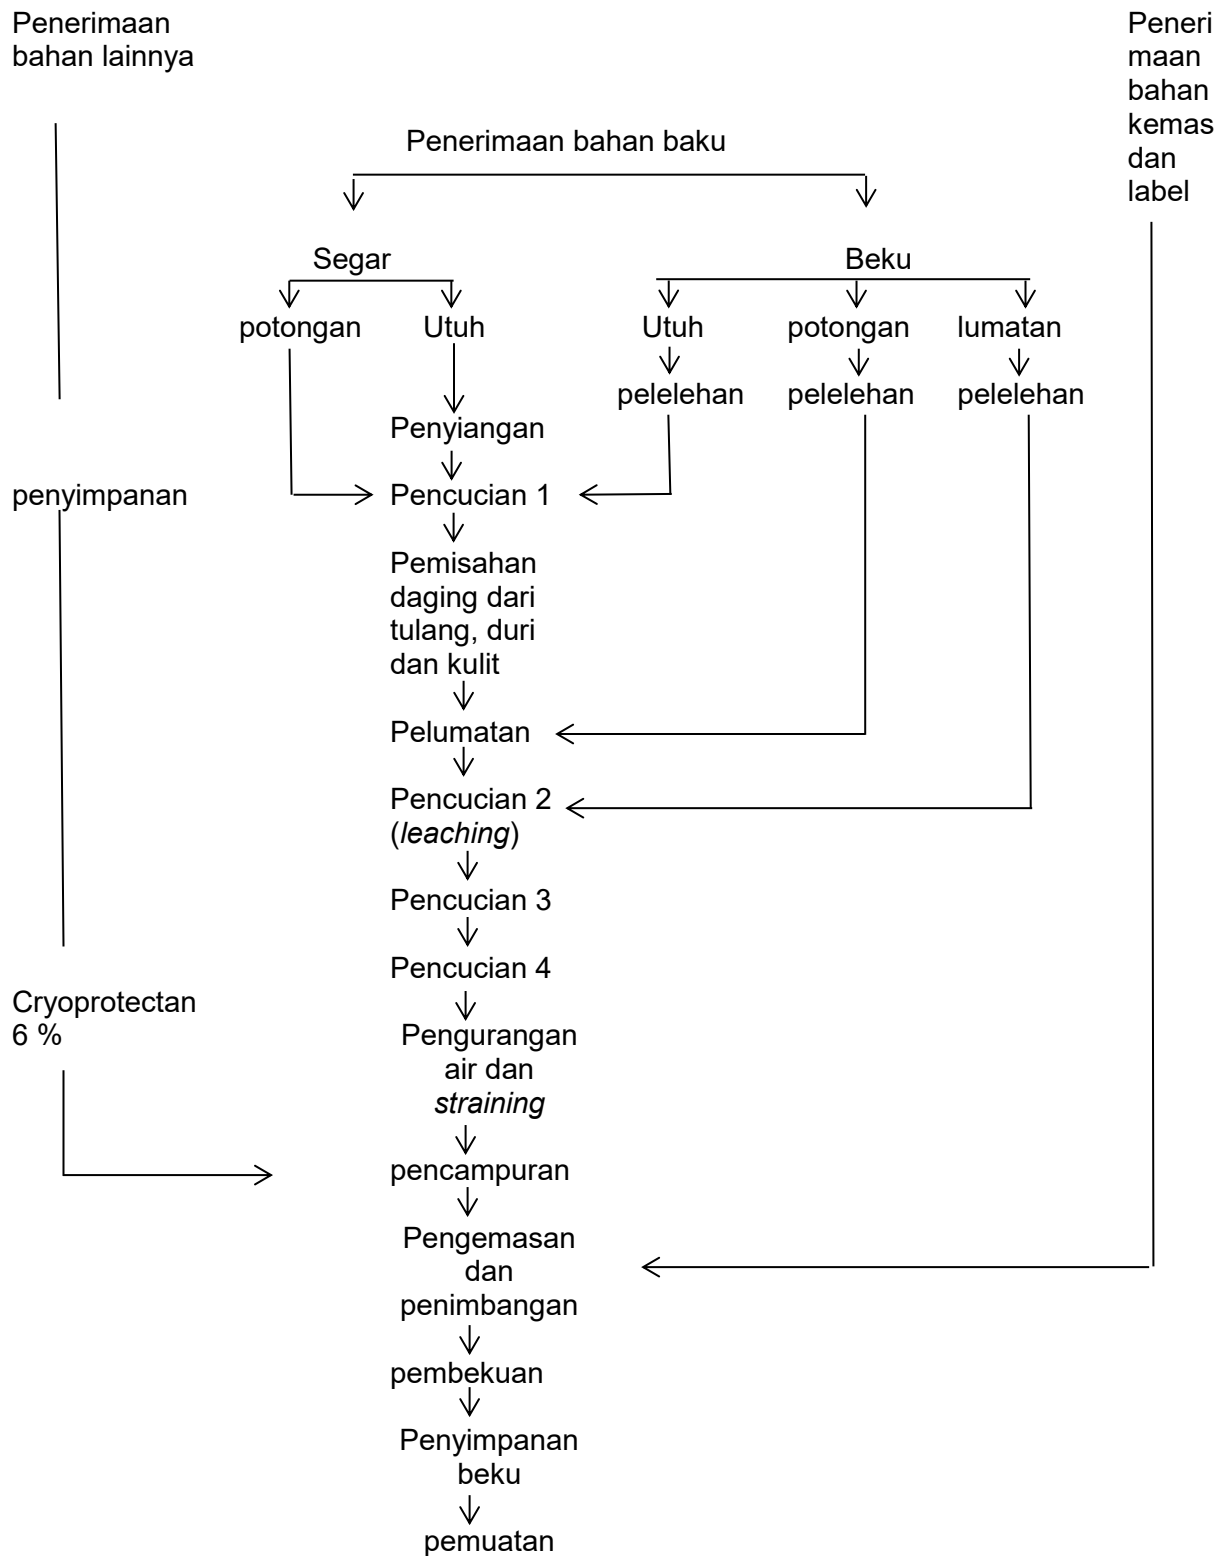 Penerimaan
bahan lainnya
Peneri
maan
bahan
kemas
dan
label
Penerimaan bahan baku
Segar
Beku
potongan
Utuh
Utuh
potongan
lumatan
pelelehan
pelelehan
pelelehan
Penyiangan
penyimpanan
Pencucian 1
Pemisahan
daging dari
tulang, duri
dan kulit
Pelumatan
Pencucian 2
(leaching)
Pencucian 3
Pencucian 4
Cryoprotectan
6 %
Pengurangan
air dan
straining
pencampuran
Pengemasan
dan
penimbangan
pembekuan
Penyimpanan
beku
pemuatan